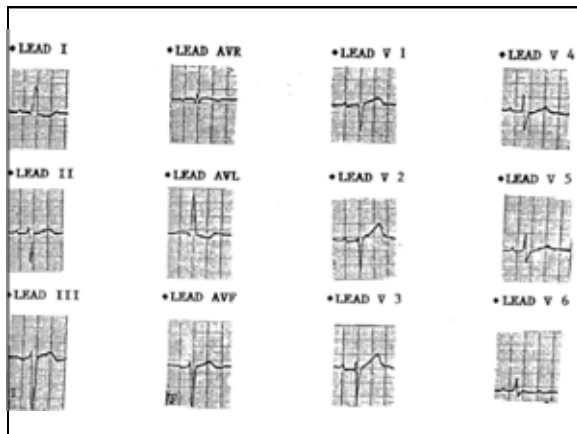 ◆LEAD I
◆LEAD AVR
◆LEAD V 1
◆LEAD V 4
◆LEAD II
◆LEAD AVL
◆LEAD V 2
◆LEAD V 5
◆LEAD III
◆LEAD AVF
◆LEAD V 3
◆LEAD V 6